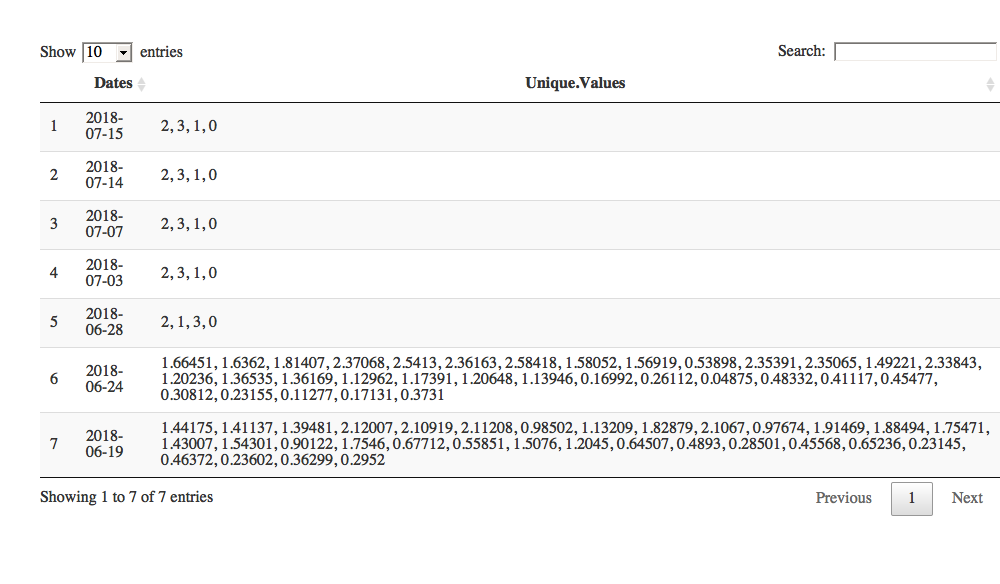 Show 10 entries Search:
Dates Unique.Values
1 2018-07-15 2, 3, 1, 0
2 2018-07-14 2, 3, 1, 0
3 2018-07-07 2, 3, 1, 0
4 2018-07-03 2, 3, 1, 0
5 2018-06-28 2, 1, 3, 0
6 2018-06-24 1.66451, 1.6362, 1.81407, 2.37068, 2.5413, 2.36163, 2.58418, 1.58052, 1.56919, 0.53898, 2.35391, 2.35065, 1.49221, 2.33843,
1.20236, 1.36535, 1.36169, 1.12962, 1.17391, 1.20648, 1.13946, 0.16992, 0.26112, 0.04875, 0.48332, 0.41117, 0.45477,
0.30812, 0.23155, 0.11277, 0.17131, 0.3731
7 2018-06-19 1.44175, 1.41137, 1.39481, 2.12007, 2.10919, 2.11208, 0.98502, 1.13209, 1.82879, 2.1067, 0.97674, 1.91469, 1.88494, 1.75471,
1.43007, 1.54301, 0.90122, 1.7546, 0.67712, 0.55851, 1.5076, 1.2045, 0.64507, 0.4893, 0.28501, 0.45568, 0.65236, 0.23145,
0.46372, 0.23602, 0.36299, 0.2952
Showing 1 to 7 of 7 entries Previous 1 Next